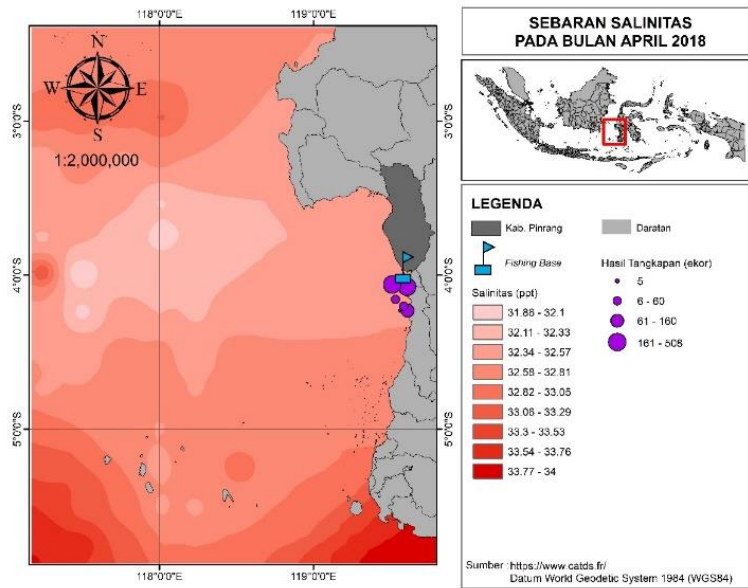 118°0'0"E 119°0'0"E
N
W E
S
1:2,000,000
3°0'0"S 3°0'0"S
4°0'0"S 4°0'0"S
5°0'0"S 5°0'0"S
118°0'0"E 119°0'0"E
SEBARAN SALINITAS
PADA BULAN APRIL 2018
LEGENDA
Kab. Pinrang
Daratan
Fishing Base
Hasil Tangkapan (ekor)
5
6 - 60
61 - 160
161 - 508
Salinitas (ppt)
31.88 - 32.1
32.11 - 32.33
32.34 - 32.57
32.58 - 32.81
32.82 - 33.05
33.06 - 33.29
33.3 - 33.53
33.54 - 33.76
33.77 - 34
Sumber : https://www.catds.fr/
Datum World Geodetic System 1984 (WGS84)